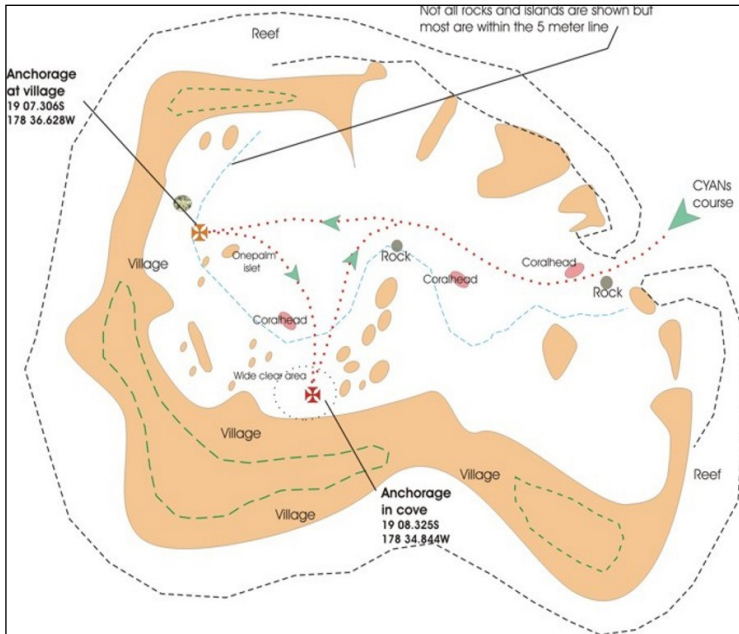 Not all rocks and islands are shown but
most are within the 5 meter line
Reef
Anchorage
at village
19 07.306S
178 36.628W
CYANs
course
Onepalm
islet
Rock
Village
Coralhead
Coralhead
Rock
Coralhead
Wide clear area
Village
Village
Reef
Anchorage
in cove
19 08.325S
178 34.844W
Village